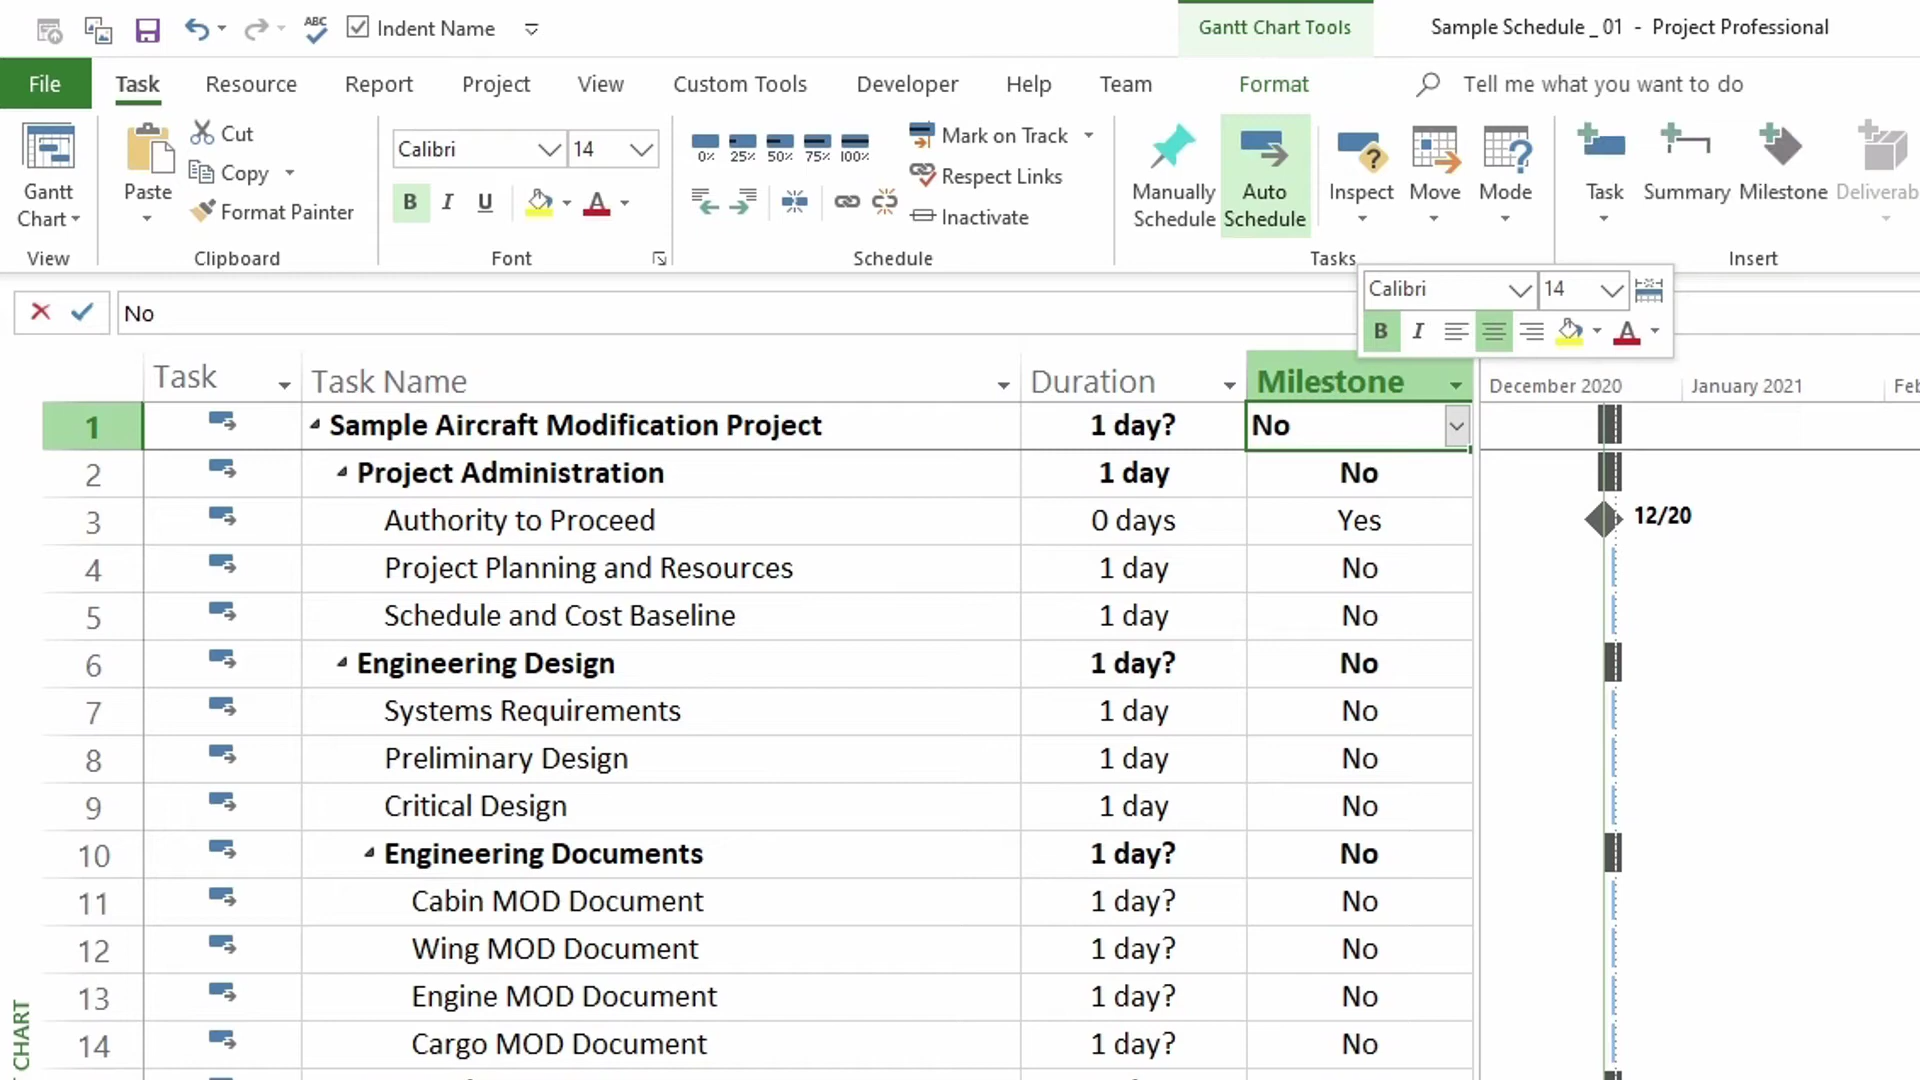 ABC Indent Name
Gantt Chart Tools
Sample Schedule _ 01 - Project Professional
File Task Resource Report Project View Custom Tools Developer Help Team Format Tell me what you want to do
Gantt Chart
View
Paste
Cut
Copy
Format Painter
Clipboard
Calibri 14
B I U A
Font
0% 25% 50% 75% 100%
Mark on Track
Respect Links
Inactivate
Schedule
Manually Schedule
Auto Schedule
Inspect
Move
Mode
Tasks
Task
Summary
Milestone
Deliverab
Insert
Calibri 14
B I A
No
Task Task Name Duration Milestone December 2020 January 2021 Feb
1 Sample Aircraft Modification Project 1 day? No
2 Project Administration 1 day No
3 Authority to Proceed 0 days Yes 12/20
4 Project Planning and Resources 1 day No
5 Schedule and Cost Baseline 1 day No
6 Engineering Design 1 day? No
7 Systems Requirements 1 day No
8 Preliminary Design 1 day No
9 Critical Design 1 day No
10 Engineering Documents 1 day? No
11 Cabin MOD Document 1 day? No
12 Wing MOD Document 1 day? No
13 Engine MOD Document 1 day? No
14 Cargo MOD Document 1 day? No
CHART